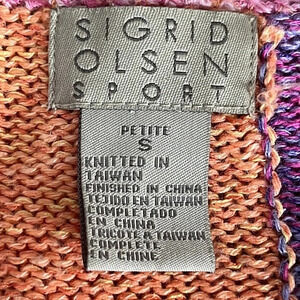 SIGRID
OLSEN
SPORT
PETITE
S
KNITTED IN
TAIWAN
FINISHED IN CHINA
TEJIDO EN TAIWAN
COMPLETADO
EN CHINA
TRICOTE A TAIWAN
COMPLETE
EN CHINE